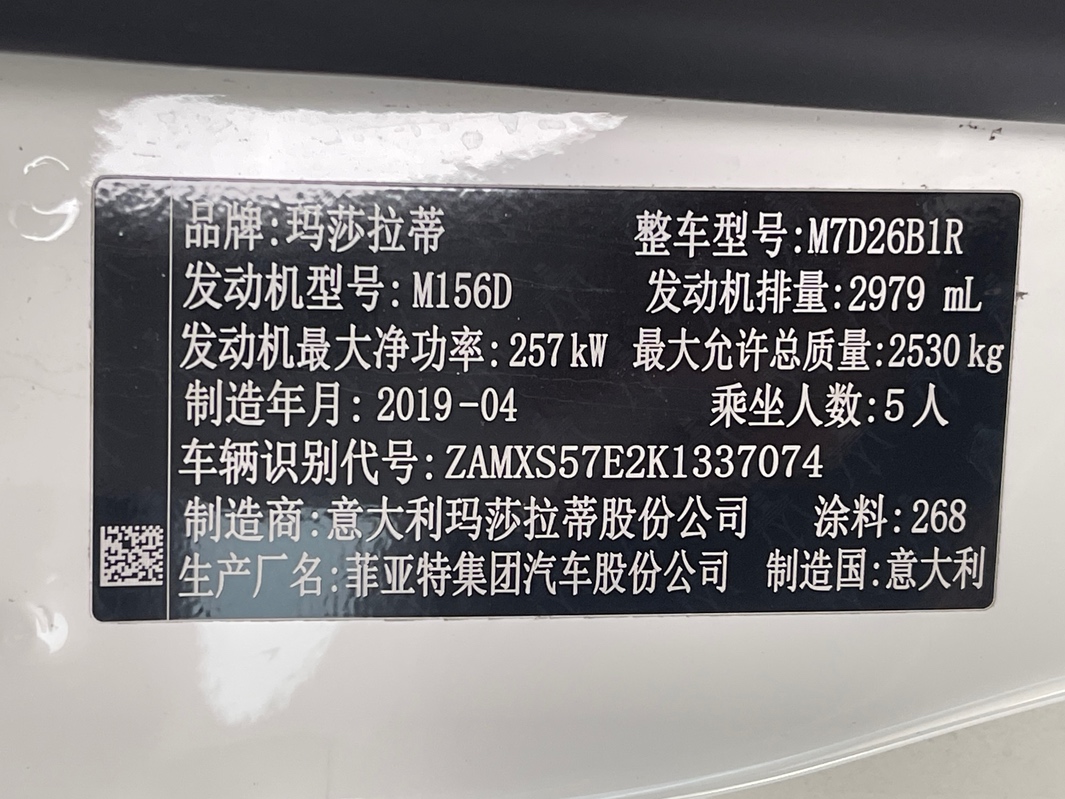 品牌:玛莎拉蒂 整车型号:M7D26B1R
发动机型号:M156D 发动机排量:2979 mL
发动机最大净功率:257kW 最大允许总质量:2530kg
制造年月:2019-04 乘坐人数:5人
车辆识别代号:ZAMXS57E2K1337074
制造商:意大利玛莎拉蒂股份公司 涂料:268
生产厂名:菲亚特集团汽车股份公司 制造国:意大利